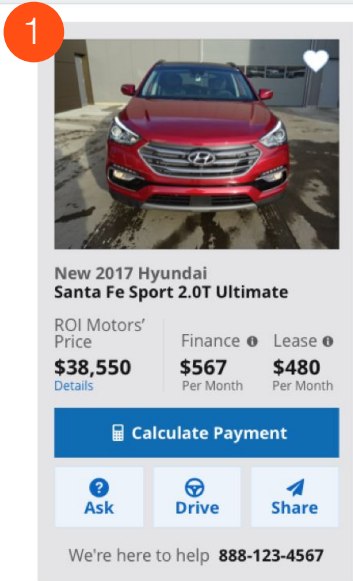 1
New 2017 Hyundai
Santa Fe Sport 2.0T Ultimate
ROI Motors’
Price
$38,550
Details
Finance
$567
Per Month
Lease
$480
Per Month
Calculate Payment
Ask
Drive
Share
We're here to help 888-123-4567